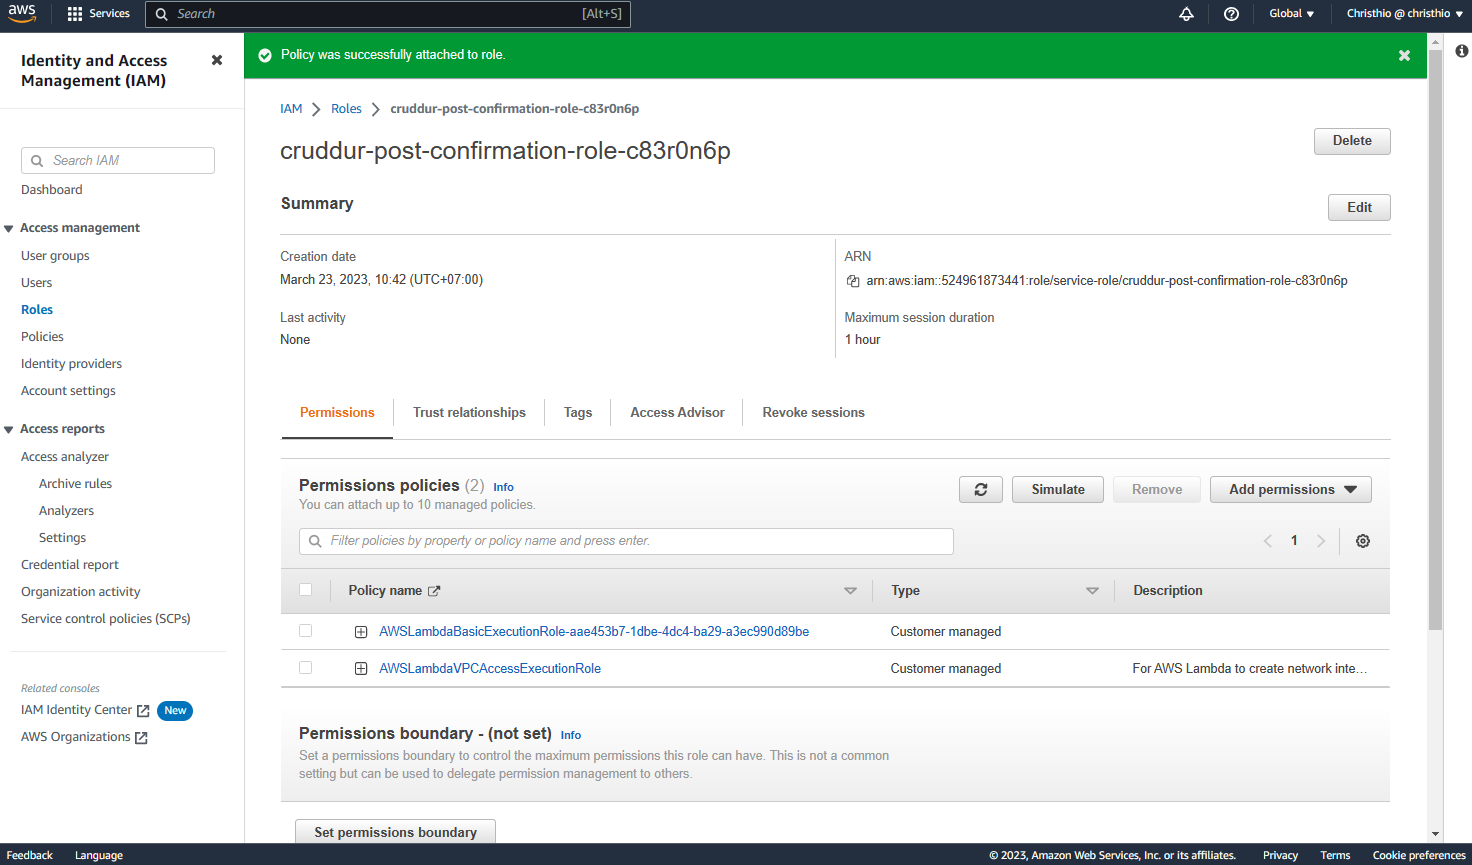 aws
Services
Search
[Alt+S]
Global
Christhio @ christhio
Identity and Access
Management (IAM)
Search IAM
Dashboard
Access management
User groups
Users
Roles
Policies
Identity providers
Account settings
Access reports
Access analyzer
Archive rules
Analyzers
Settings
Credential report
Organization activity
Service control policies (SCPs)
Related consoles
IAM Identity Center
New
AWS Organizations
Policy was successfully attached to role.
IAM
Roles
cruddur-post-confirmation-role-c83r0n6p
cruddur-post-confirmation-role-c83r0n6p
Delete
Summary
Edit
Creation date
March 23, 2023, 10:42 (UTC+07:00)
ARN
arn:aws:iam::524961873441:role/service-role/cruddur-post-confirmation-role-c83r0n6p
Last activity
None
Maximum session duration
1 hour
Permissions
Trust relationships
Tags
Access Advisor
Revoke sessions
Permissions policies (2) Info
You can attach up to 10 managed policies.
Simulate
Remove
Add permissions
Filter policies by property or policy name and press enter.
1
Policy name
Type
Description
AWSLambdaBasicExecutionRole-aae453b7-1dbe-4dc4-ba29-a3ec990d89be
Customer managed
AWSLambdaVPCAccessExecutionRole
Customer managed
For AWS Lambda to create network inte...
Permissions boundary - (not set) Info
Set a permissions boundary to control the maximum permissions this role can have. This is not a common
setting but can be used to delegate permission management to others.
Set permissions boundary
Feedback
Language
© 2023, Amazon Web Services, Inc. or its affiliates.
Privacy
Terms
Cookie preferences